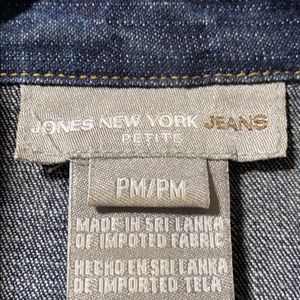 JONES NEW YORK JEANS
PETITE
PM/PM
MADE IN SRI LANKA
OF IMPORTED FABRIC
HECHO EN SRI LANKA
DE IMPORTADO TELA